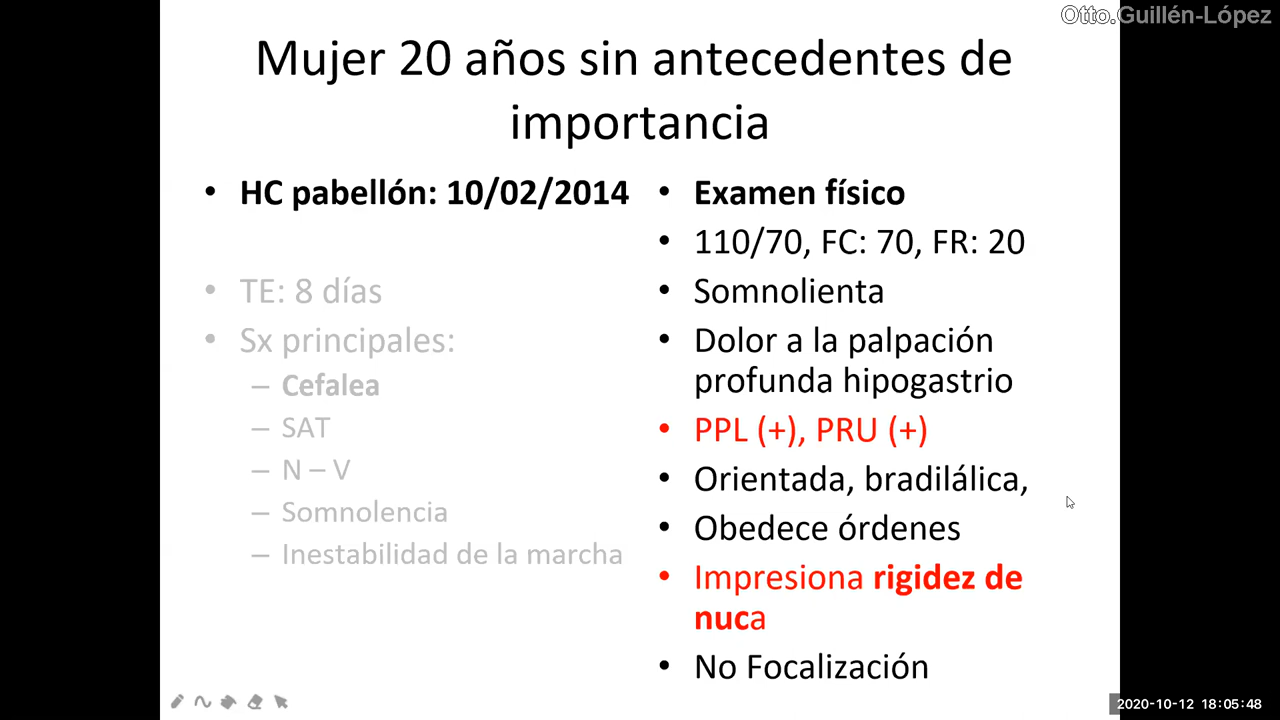 Otto.Guillén-López
Mujer 20 años sin antecedentes de
importancia
• HC pabellón: 10/02/2014
• TE: 8 días
• Sx principales:
– Cefalea
– SAT
– N – V
– Somnolencia
– Inestabilidad de la marcha
• Examen físico
• 110/70, FC: 70, FR: 20
• Somnolienta
• Dolor a la palpación
profunda hipogastrio
• PPL (+), PRU (+)
• Orientada, bradilálica,
• Obedece órdenes
• Impresiona rigidez de
nuca
• No Focalización
2020-10-12 18:05:48